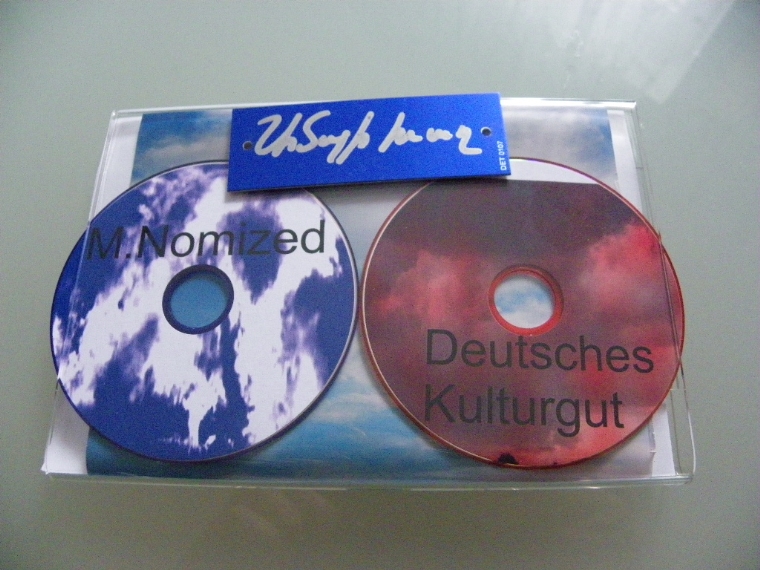 DET 0107
M.Nomized
Deutsches
Kulturgut